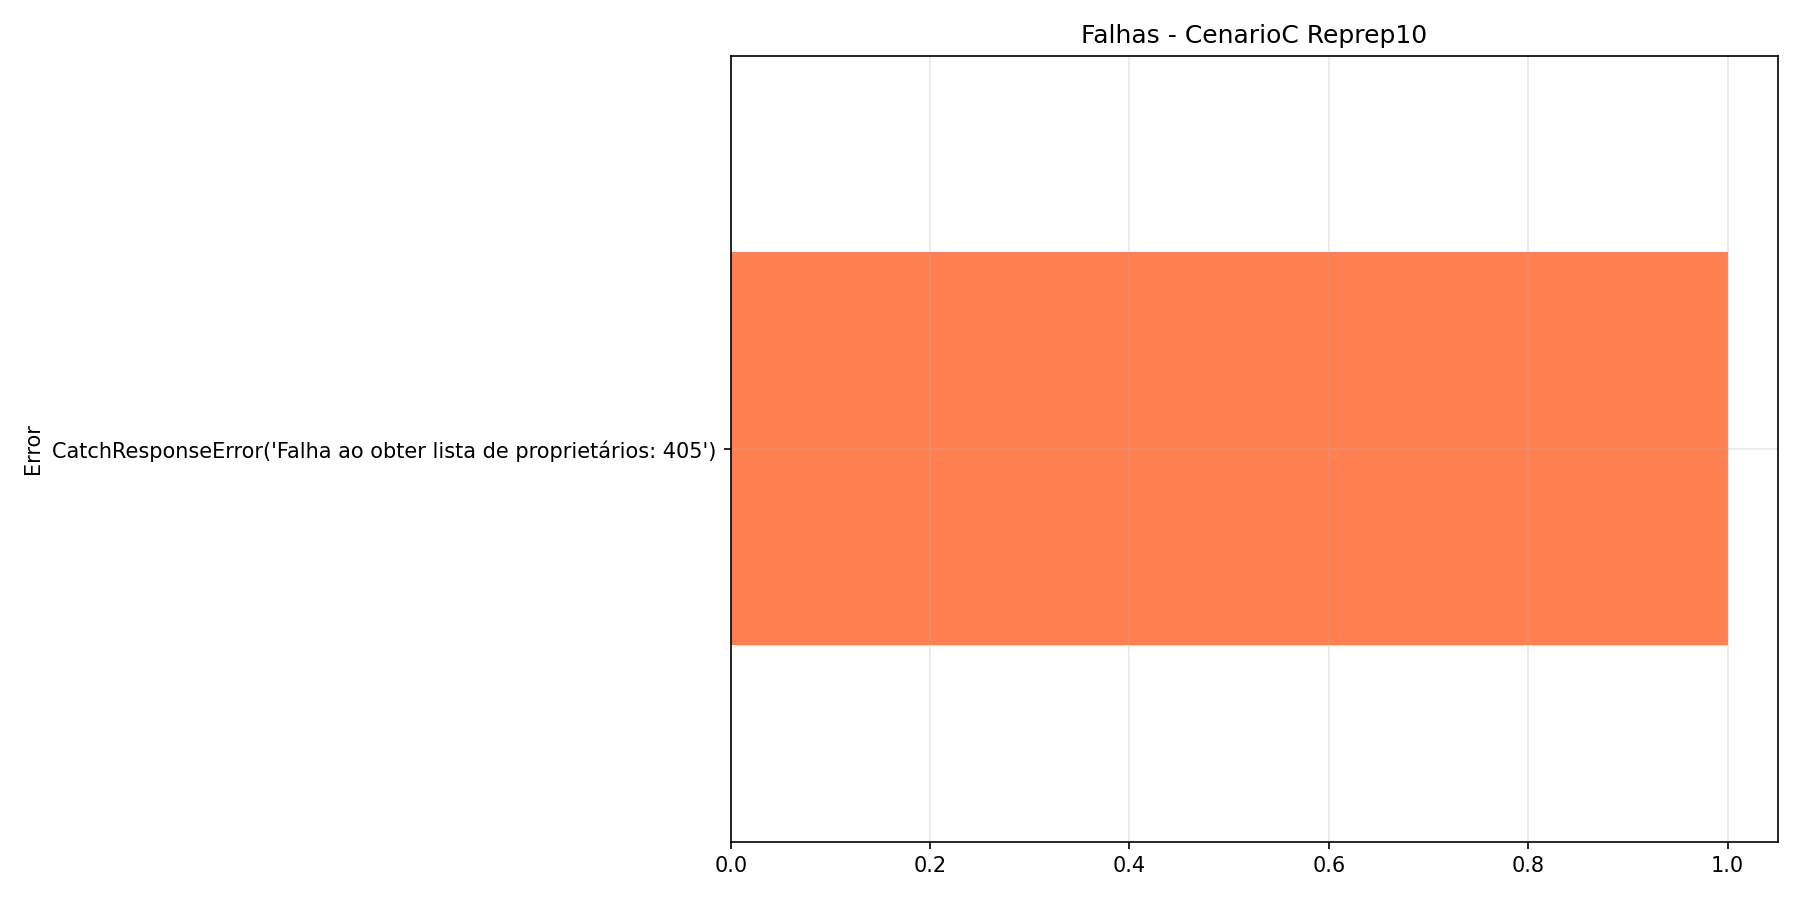 Falhas - CenarioC Reprep10
Error
CatchResponseError('Falha ao obter lista de proprietários: 405')
0.0 0.2 0.4 0.6 0.8 1.0